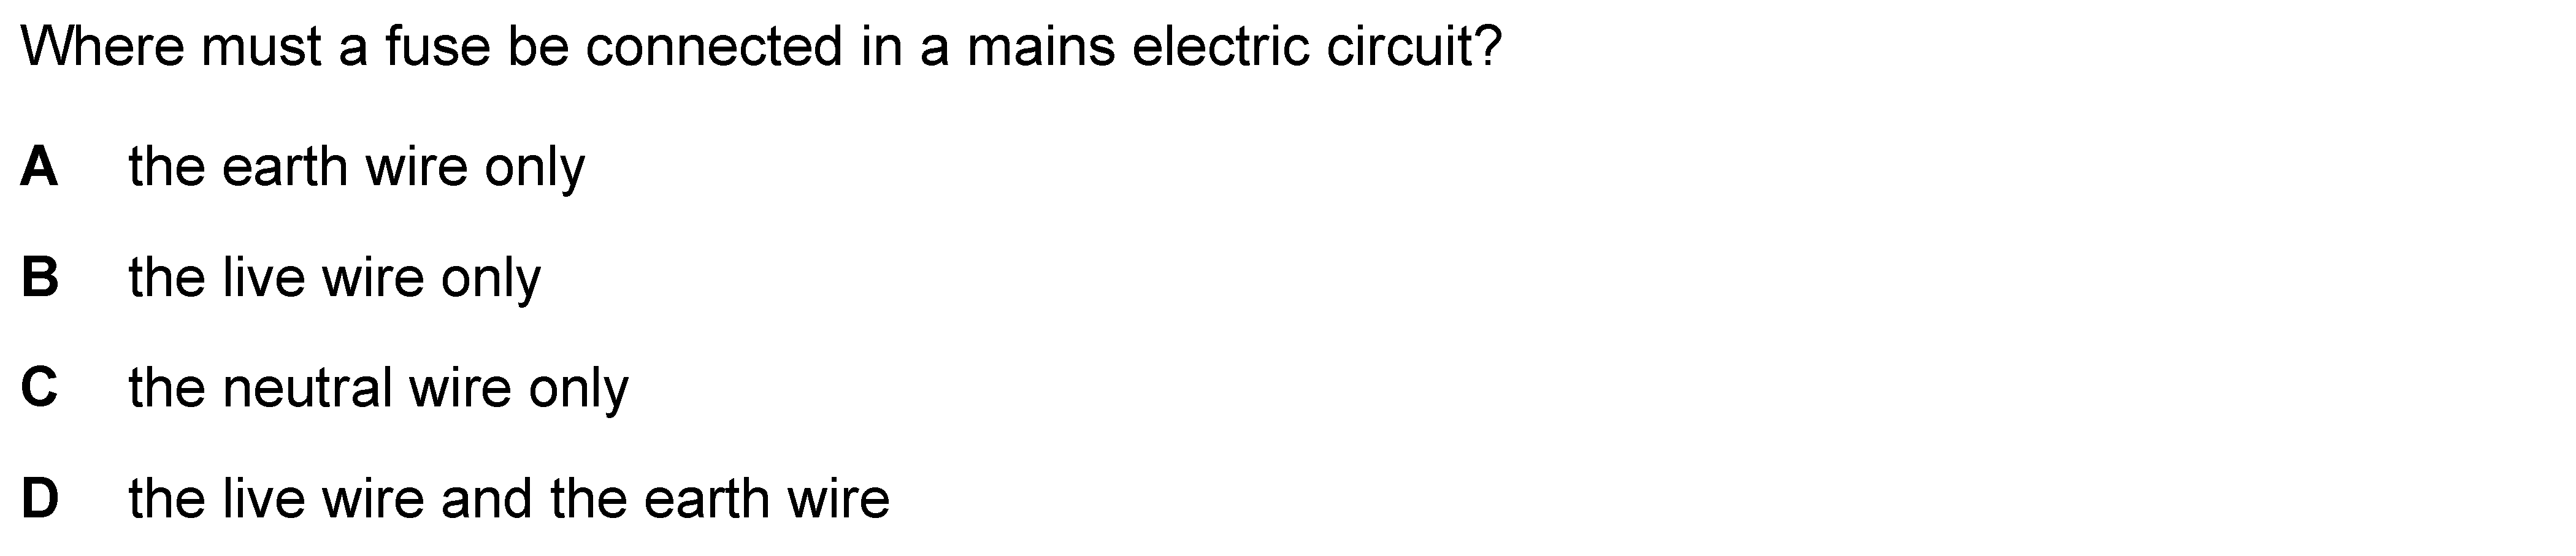 Where must a fuse be connected in a mains electric circuit?
A the earth wire only
B the live wire only
C the neutral wire only
D the live wire and the earth wire